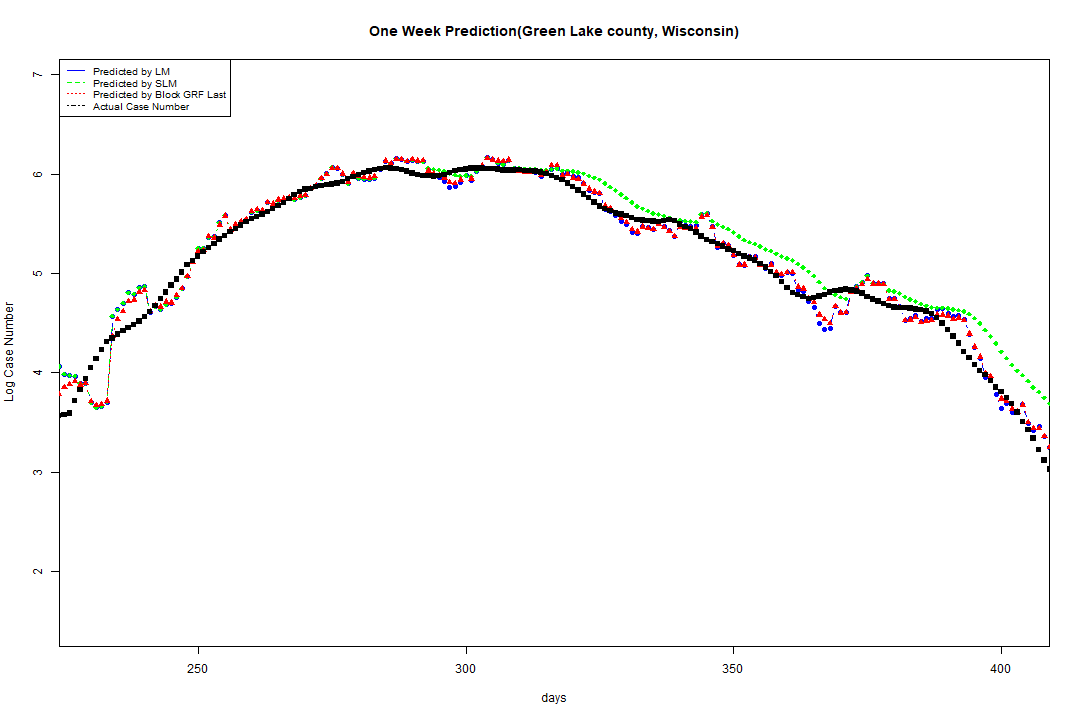 One Week Prediction(Green Lake county, Wisconsin)
Predicted by LM
Predicted by SLM
Predicted by Block GRF Last
Actual Case Number
7
6
5
4
3
2
Log Case Number
250
300
350
400
days